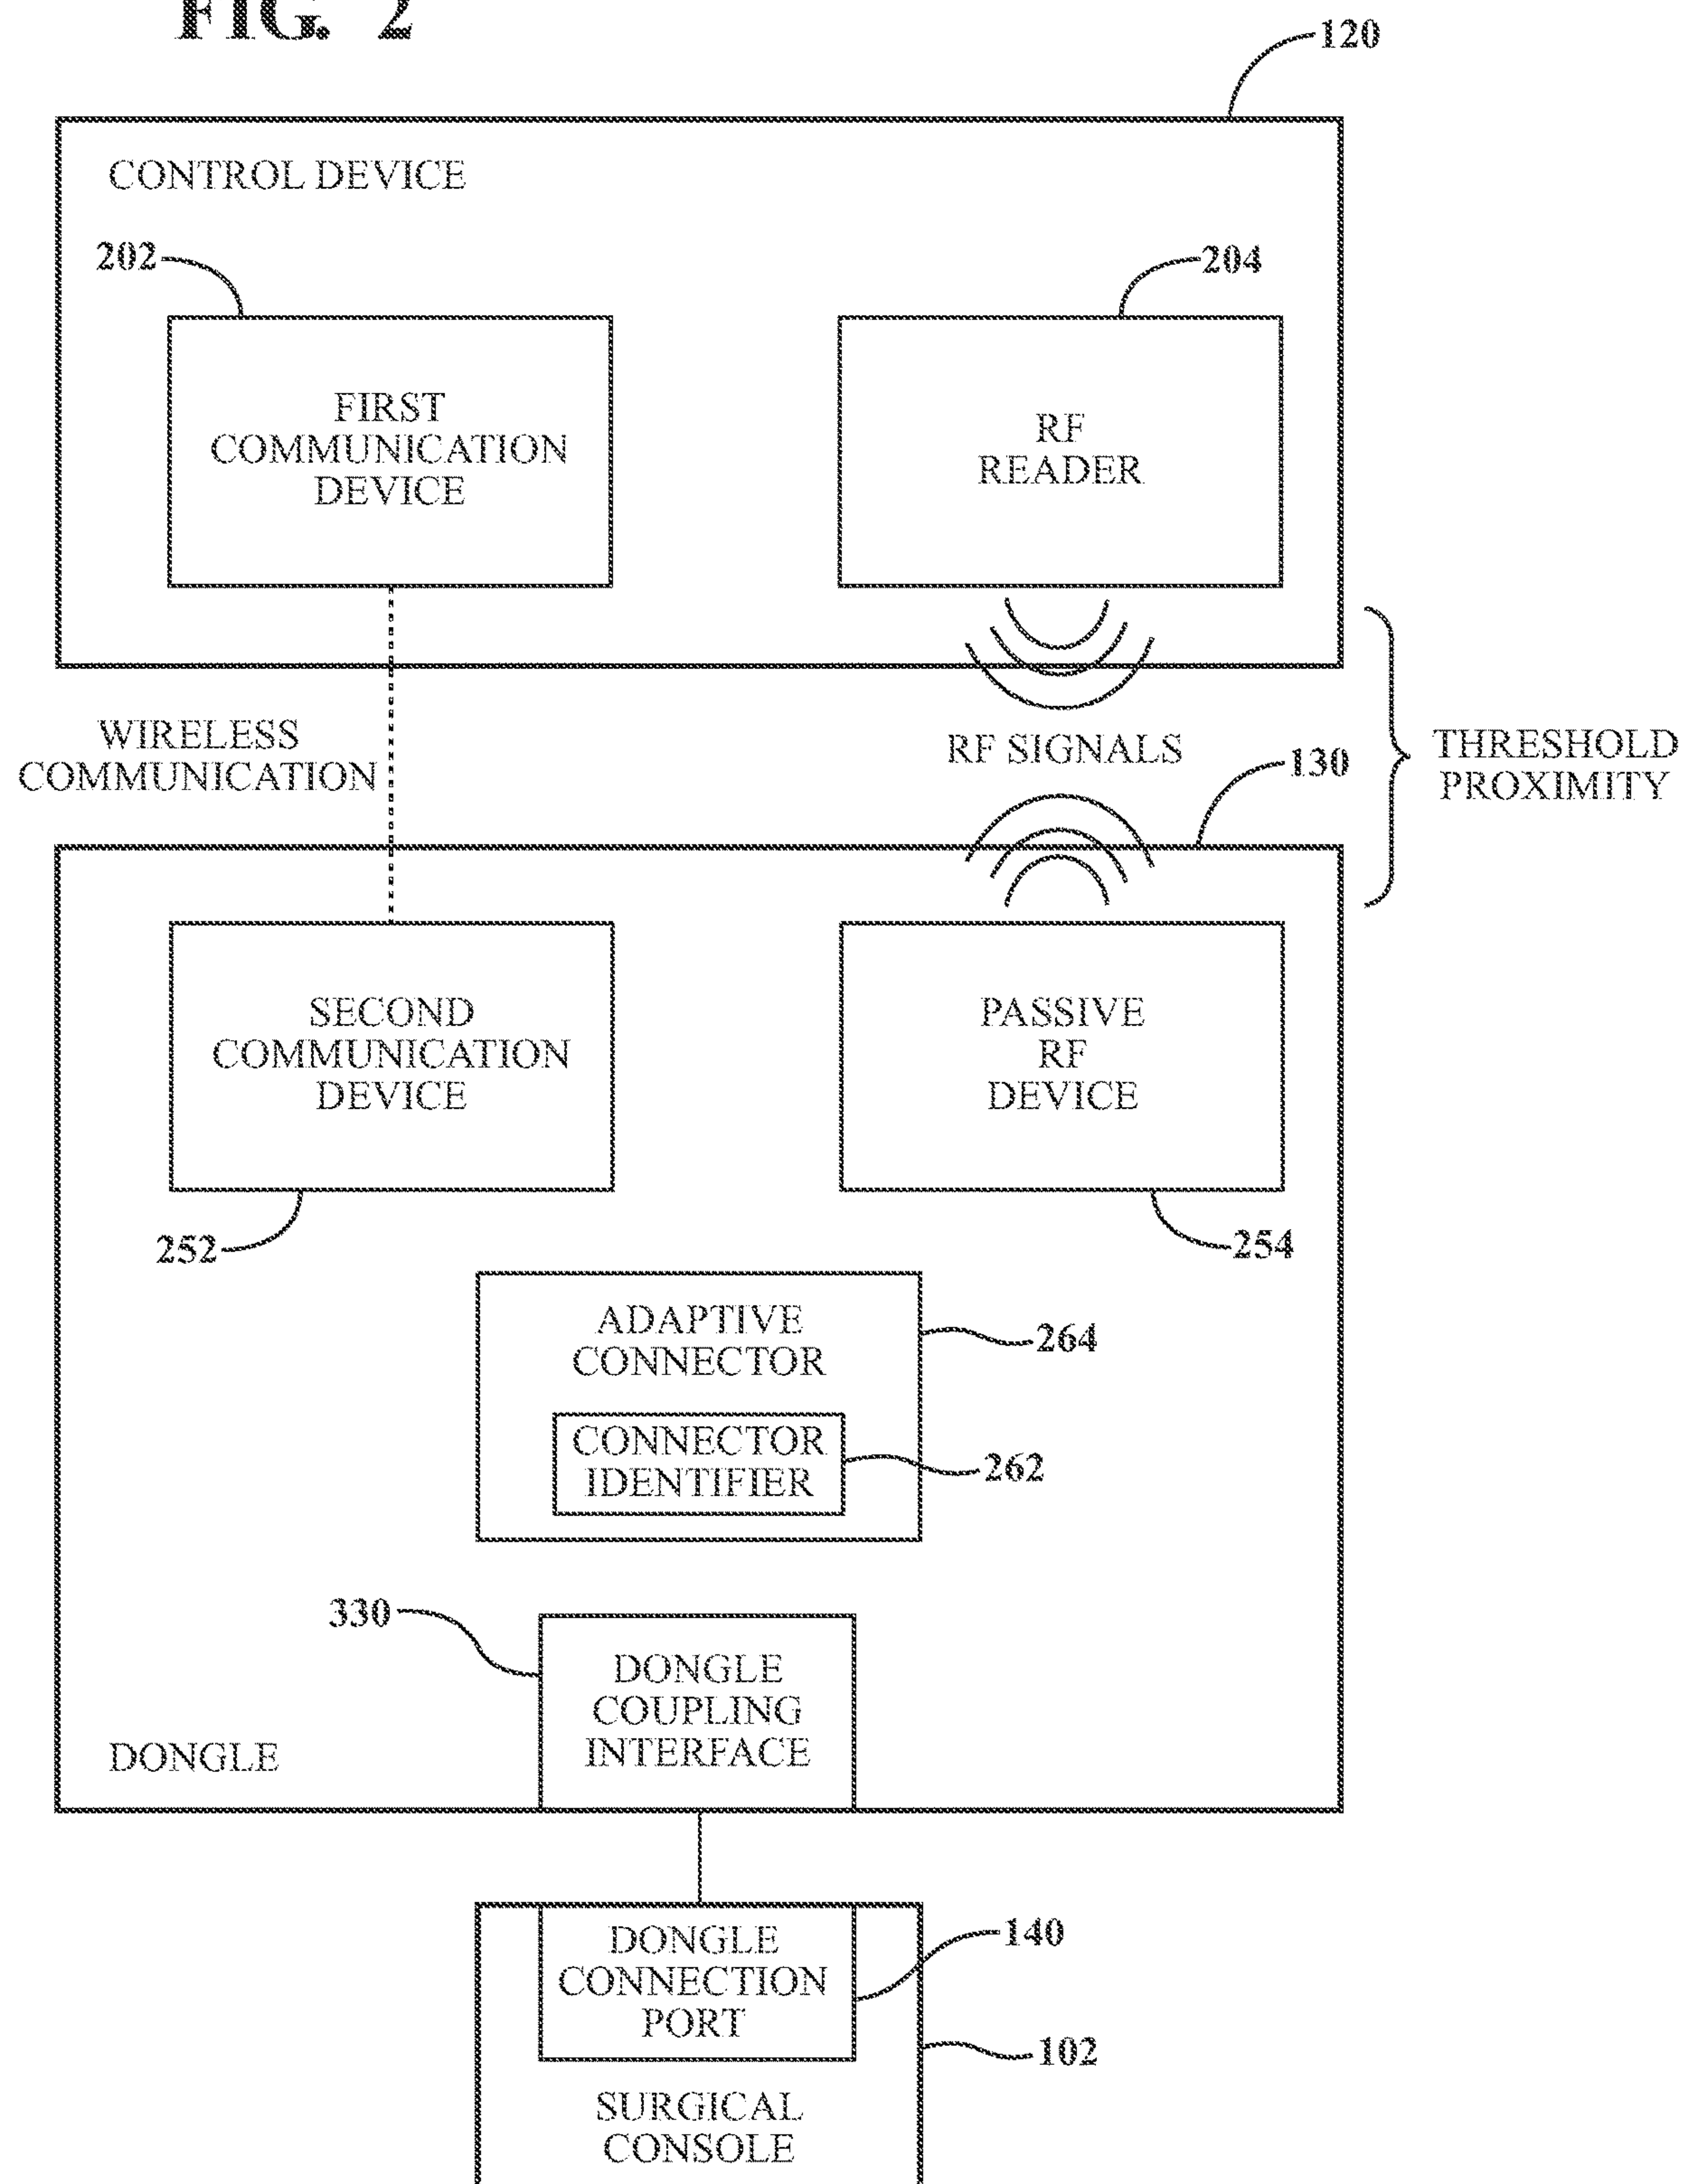 FIG. 2
120
CONTROL DEVICE
202
204
FIRST
COMMUNICATION
DEVICE
RF
READER
WIRELESS
COMMUNICATION
RF SIGNALS
130
THRESHOLD
PROXIMITY
SECOND
COMMUNICATION
DEVICE
PASSIVE
RF
DEVICE
252
254
ADAPTIVE
CONNECTOR
264
CONNECTOR
IDENTIFIER
262
330
DONGLE
COUPLING
INTERFACE
DONGLE
DONGLE
CONNECTION
PORT
140
102
SURGICAL
CONSOLE